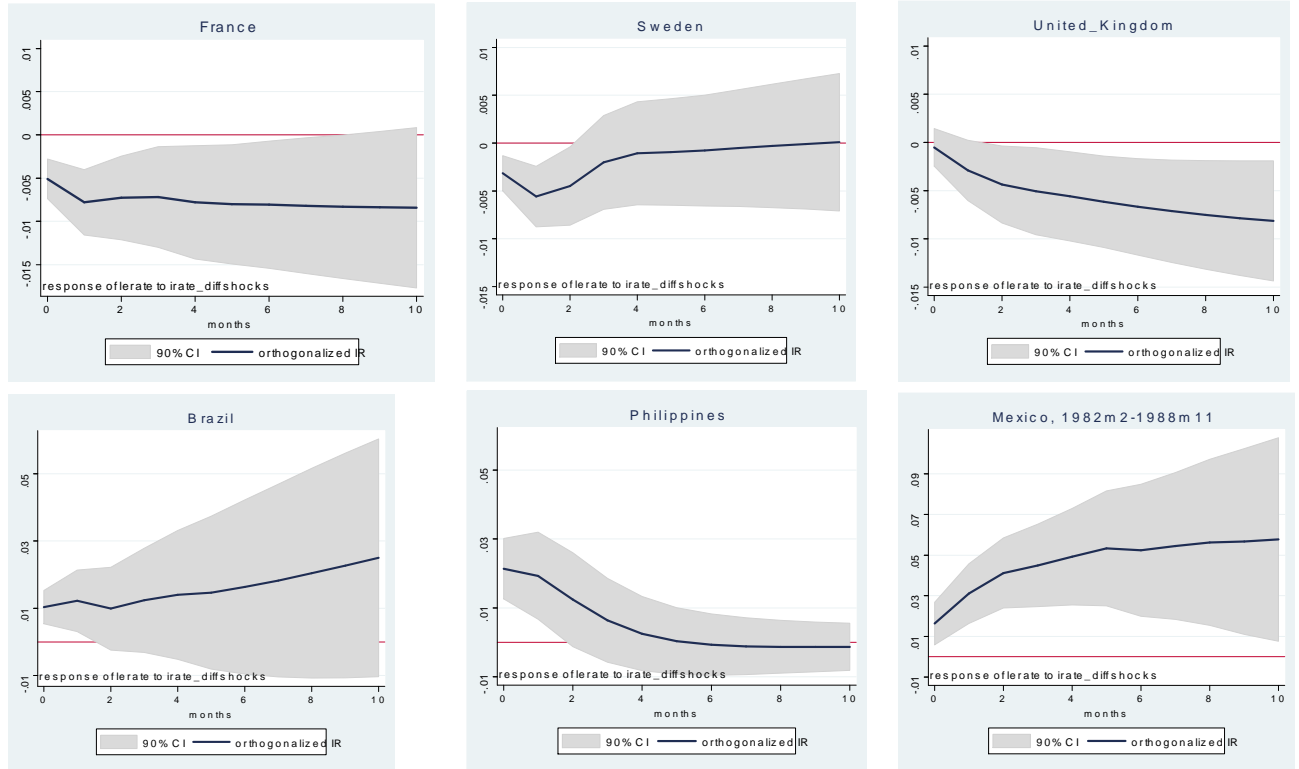 France
.01
.005
0
-.005
-.01
-.015
response of lerate to irate_diff shocks
0 2 4 6 8 10
months
90% CI orthogonalized IR
Sweden
.01
.005
0
-.005
-.01
-.015
response of lerate to irate_diff shocks
0 2 4 6 8 10
months
90% CI orthogonalized IR
United_Kingdom
.01
.005
0
-.005
-.01
-.015
response of lerate to irate_diff shocks
0 2 4 6 8 10
months
90% CI orthogonalized IR
Brazil
.05
.03
.01
-.01
response of lerate to irate_diff shocks
0 2 4 6 8 10
months
90% CI orthogonalized IR
Philippines
.05
.03
.01
-.01
response of lerate to irate_diff shocks
0 2 4 6 8 10
months
90% CI orthogonalized IR
Mexico, 1982m2-1988m11
.09
.07
.05
.03
.01
-.01
response of lerate to irate_diff shocks
0 2 4 6 8 10
months
90% CI orthogonalized IR